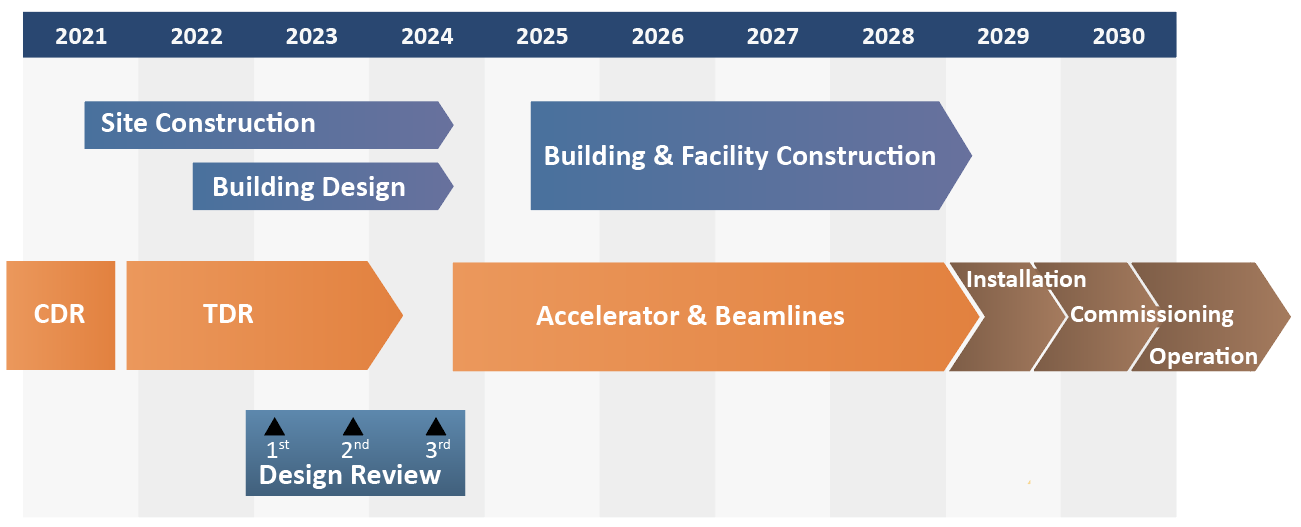 2021 2022 2023 2024 2025 2026 2027 2028 2029 2030
Site Construction
Building Design
Building & Facility Construction
CDR
TDR
Accelerator & Beamlines
Installation
Commissioning
Operation
1st 2nd 3rd
Design Review